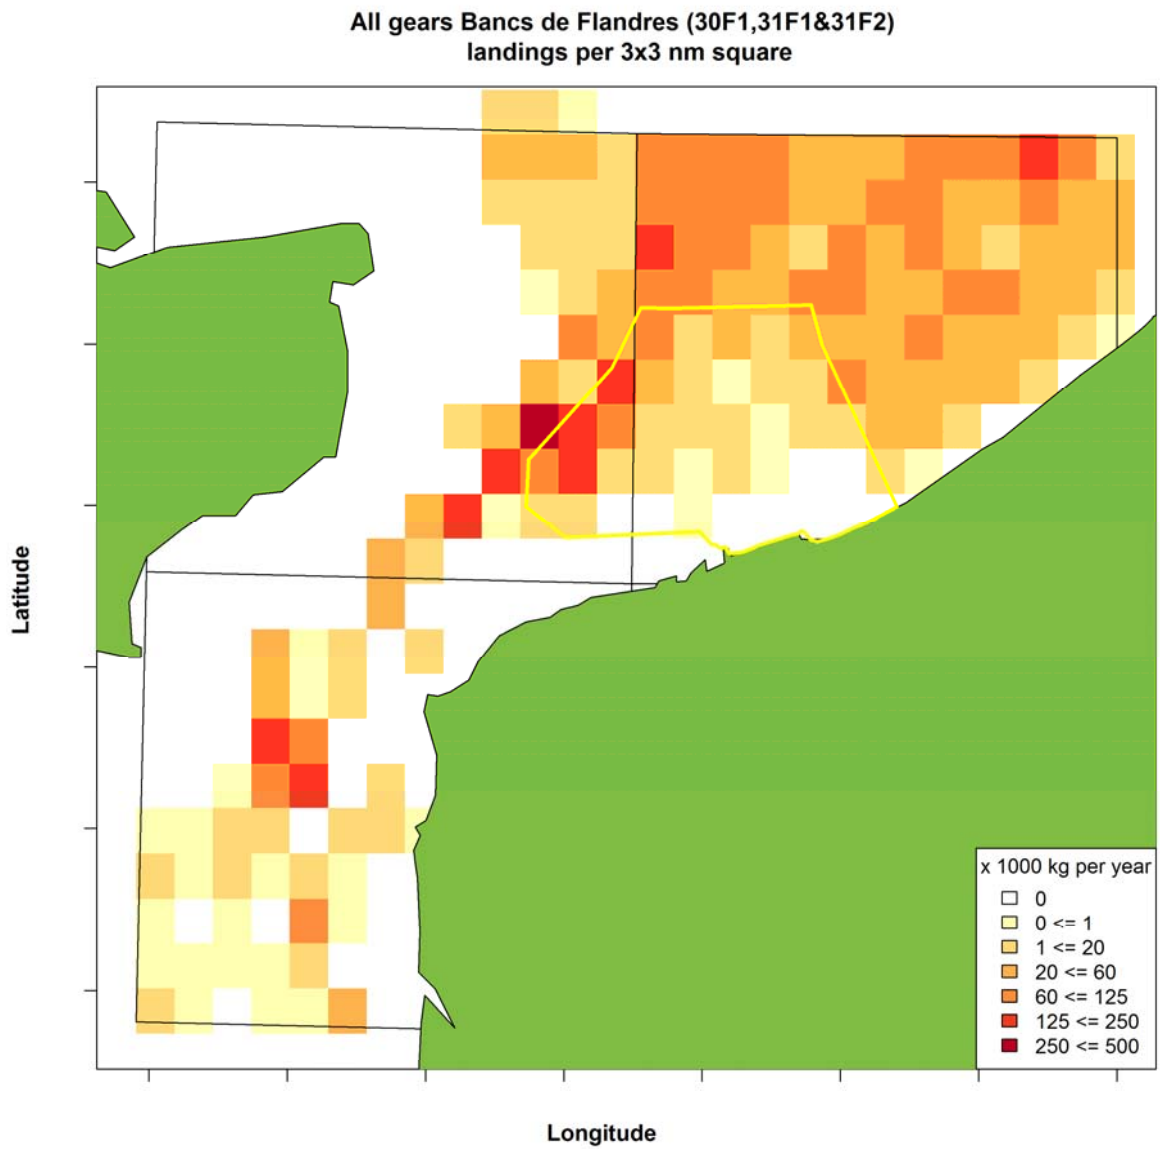 All gears Bancs de Flandres (30F1,31F1&31F2)
landings per 3x3 nm square
Latitude
x 1000 kg per year
0
0 <= 1
1 <= 20
20 <= 60
60 <= 125
125 <= 250
250 <= 500
Longitude